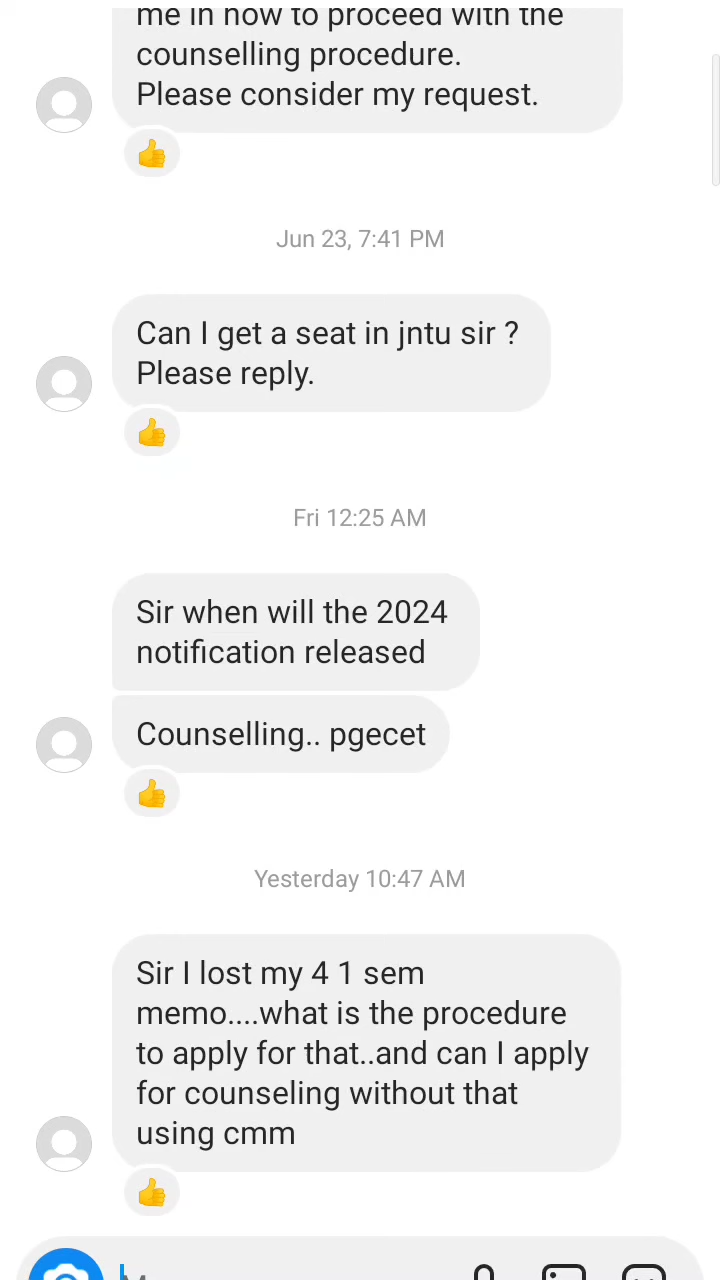 me in how to proceed with the
counselling procedure.
Please consider my request.
Jun 23, 7:41 PM
Can I get a seat in jntu sir ?
Please reply.
Fri 12:25 AM
Sir when will the 2024
notification released
Counselling.. pgecet
Yesterday 10:47 AM
Sir I lost my 4 1 sem
memo....what is the procedure
to apply for that..and can I apply
for counseling without that
using cmm